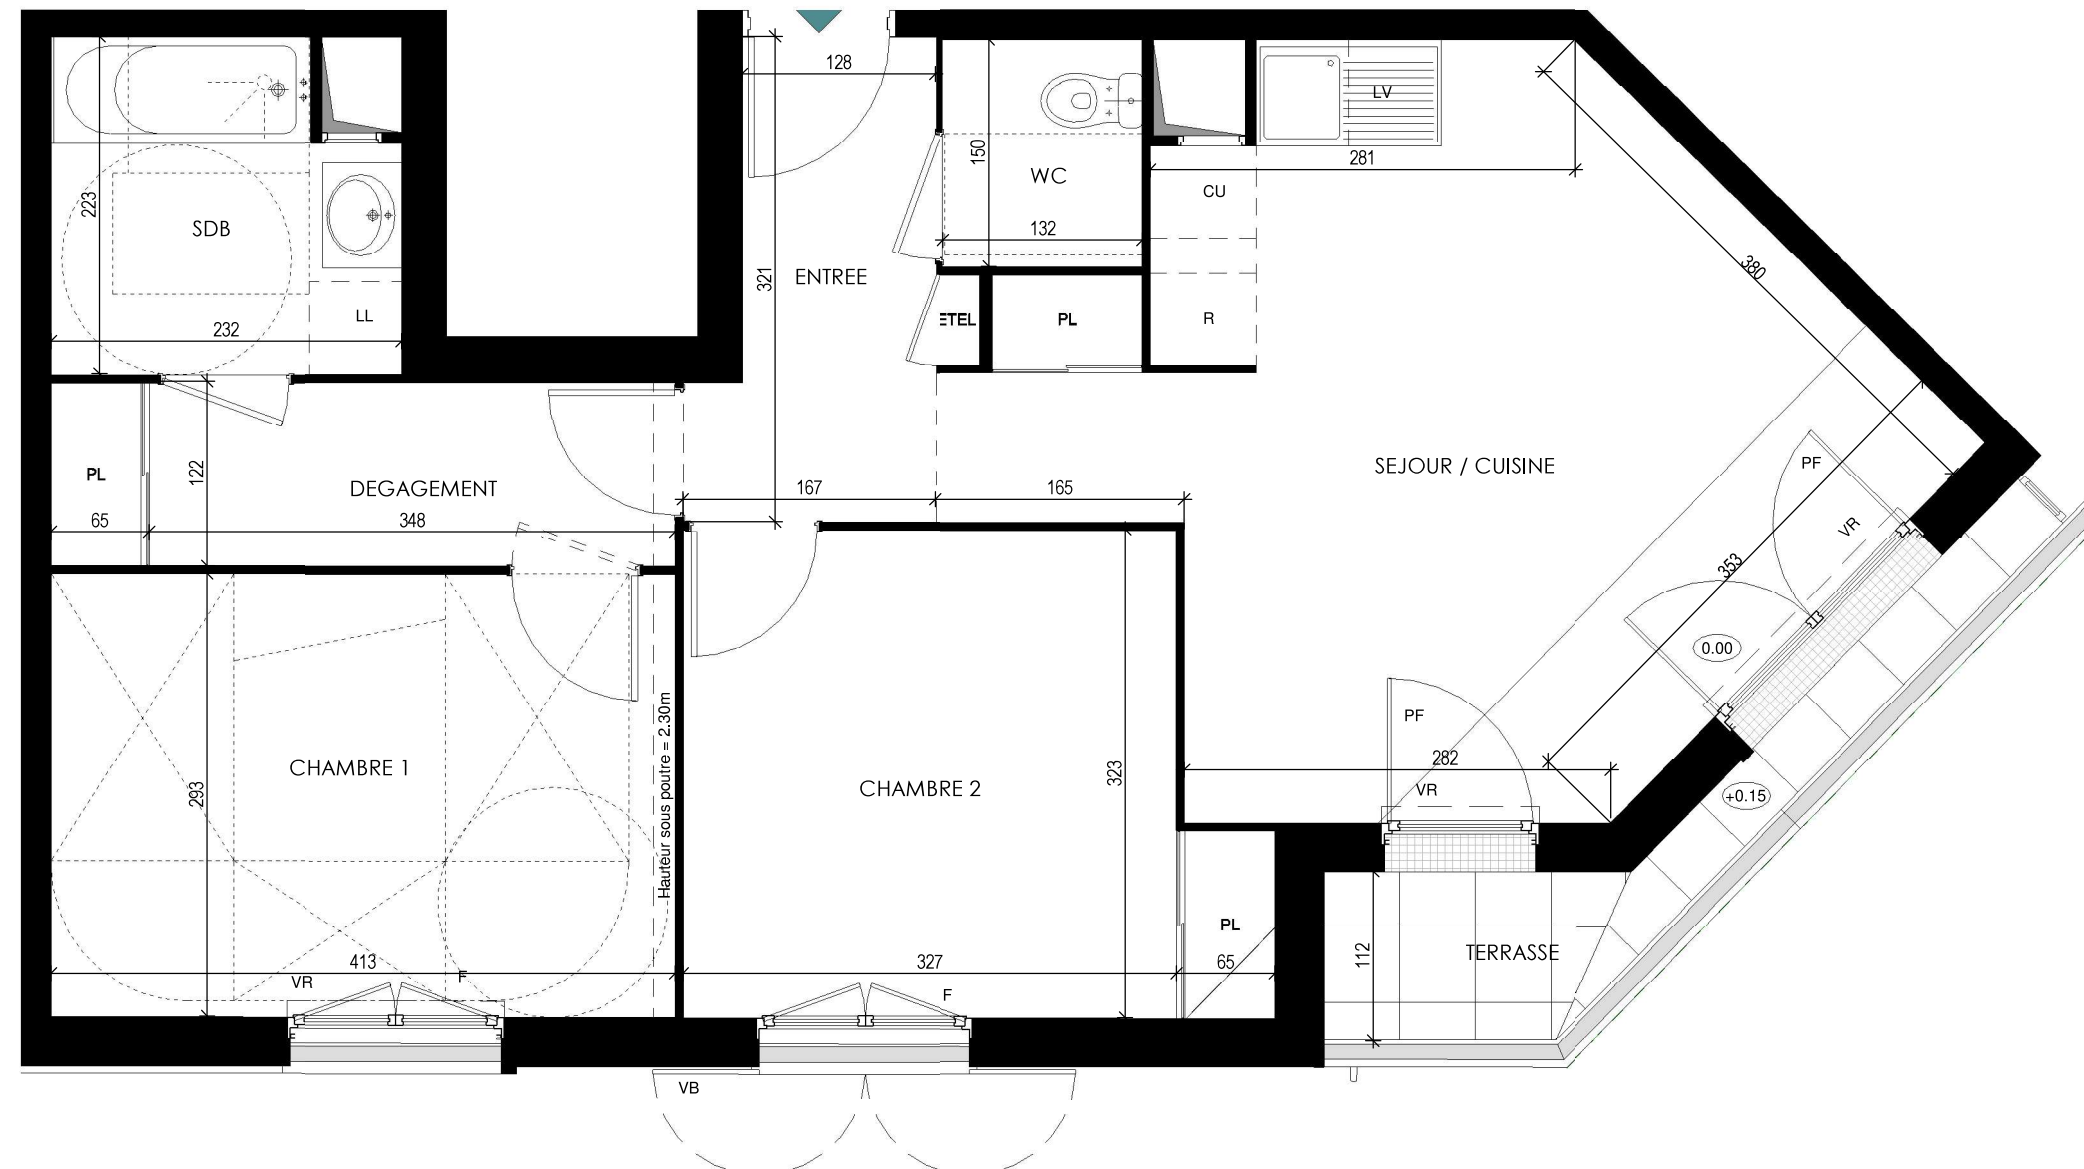 128
LV
150
281
WC
CU
223
SDB
132
380
321
ENTREE
LL
232
ETEL
PL
R
SEJOUR / CUISINE
PF
PL
122
DEGAGEMENT
167
165
65
348
VR
353
0.00
Hauteur sous poutre = 2.30m
PF
282
CHAMBRE 1
293
CHAMBRE 2
323
VR
+0.15
PL
TERRASSE
112
413
VR
F
327
65
F
VB